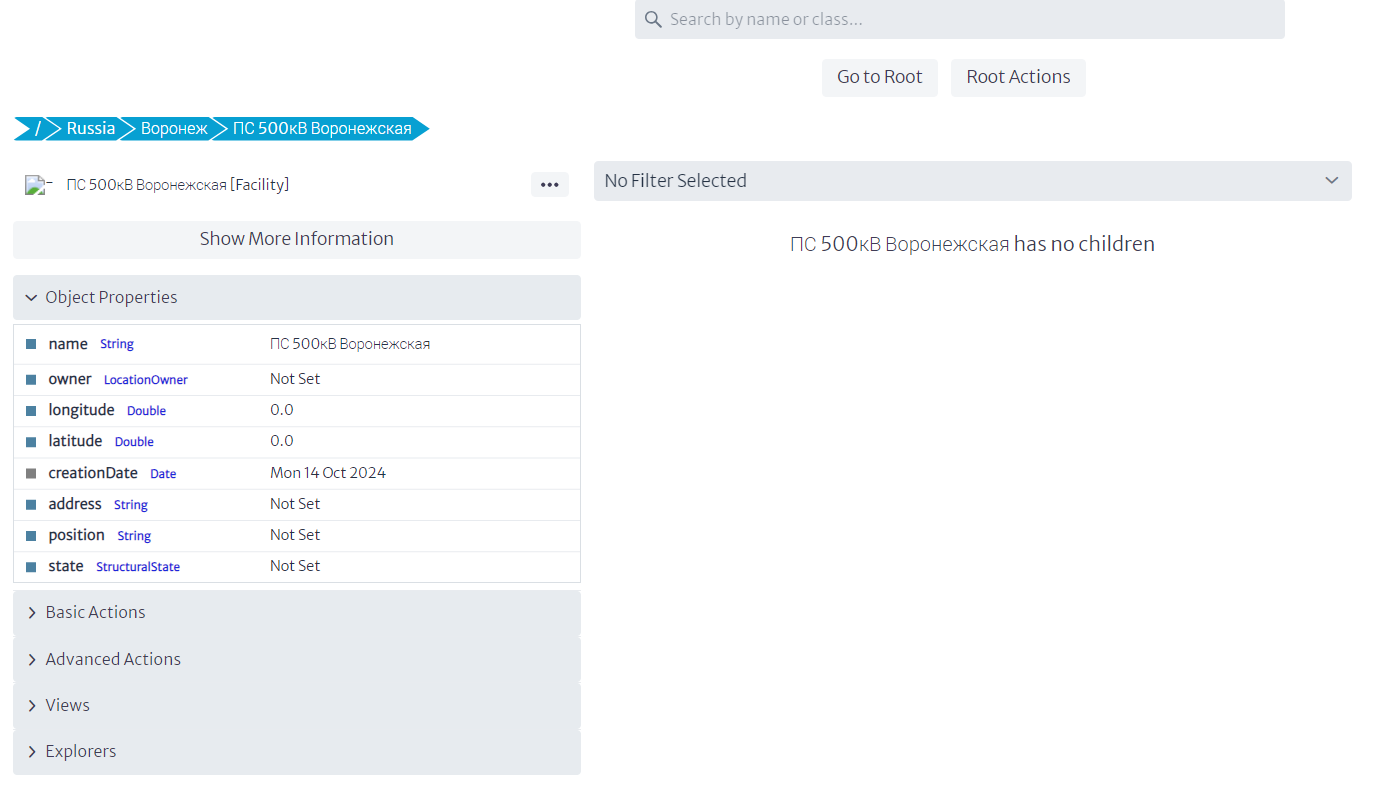 Search by name or class...
Go to Root
Root Actions
/ Russia Воронеж ПС 500кВ Воронежская
ПС 500кВ Воронежская [Facility]
•••
No Filter Selected
Show More Information
ПС 500кВ Воронежская has no children
Object Properties
name String ПС 500кВ Воронежская
owner LocationOwner Not Set
longitude Double 0.0
latitude Double 0.0
creationDate Date Mon 14 Oct 2024
address String Not Set
position String Not Set
state StructuralState Not Set
Basic Actions
Advanced Actions
Views
Explorers